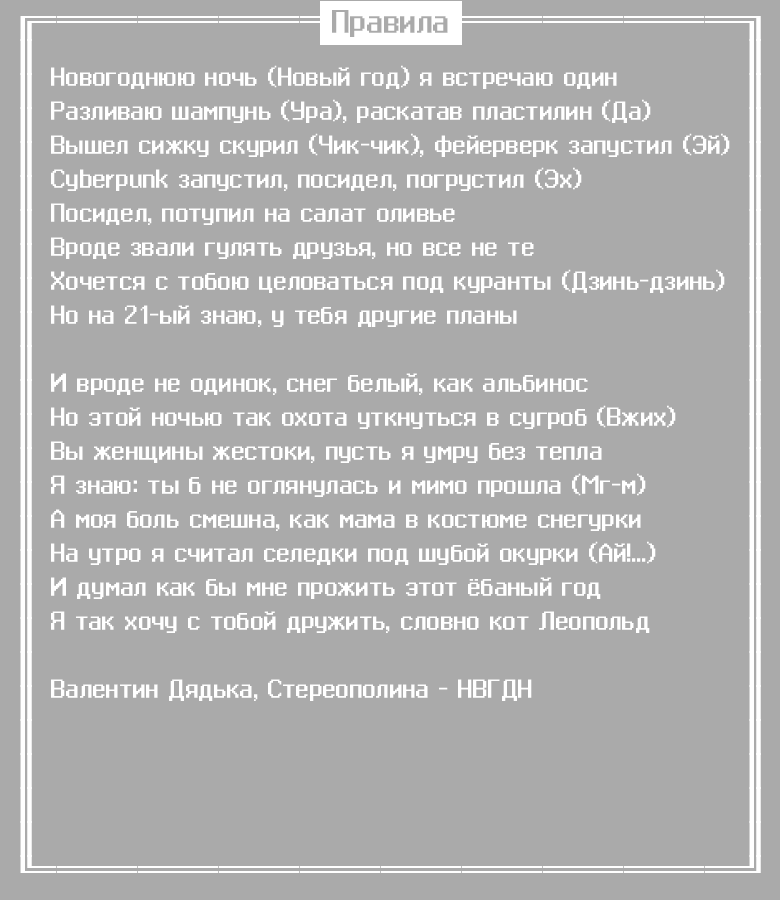 Правила
Новогоднюю ночь (Новый год) я встречаю один
Разливаю шампунь (Ура), раскатав пластилин (Да)
Вышел сижку скурил (Чик-чик), фейерверк запустил (Эй)
Cyberpunk запустил, посидел, погрустил (Эх)
Посидел, потупил на салат оливье
Вроде звали гулять друзья, но все не те
Хочется с тобою целоваться под куранты (Дзинь-дзинь)
Но на 21-ый знаю, у тебя другие планы
И вроде не одинок, снег белый, как альбинос
Но этой ночью так охота уткнуться в сугроб (Вжих)
Вы женщины жестоки, пусть я умру без тепла
Я знаю: ты б не оглянулась и мимо прошла (Мг-м)
А моя боль смешна, как мама в костюме снегурки
На утро я считал селедки под шубой окурки (Ай!...)
И думал как бы мне прожить этот ёбаный год
Я так хочу с тобой дружить, словно кот Леопольд
Валентин Дядька, Стереополина - НВГДН